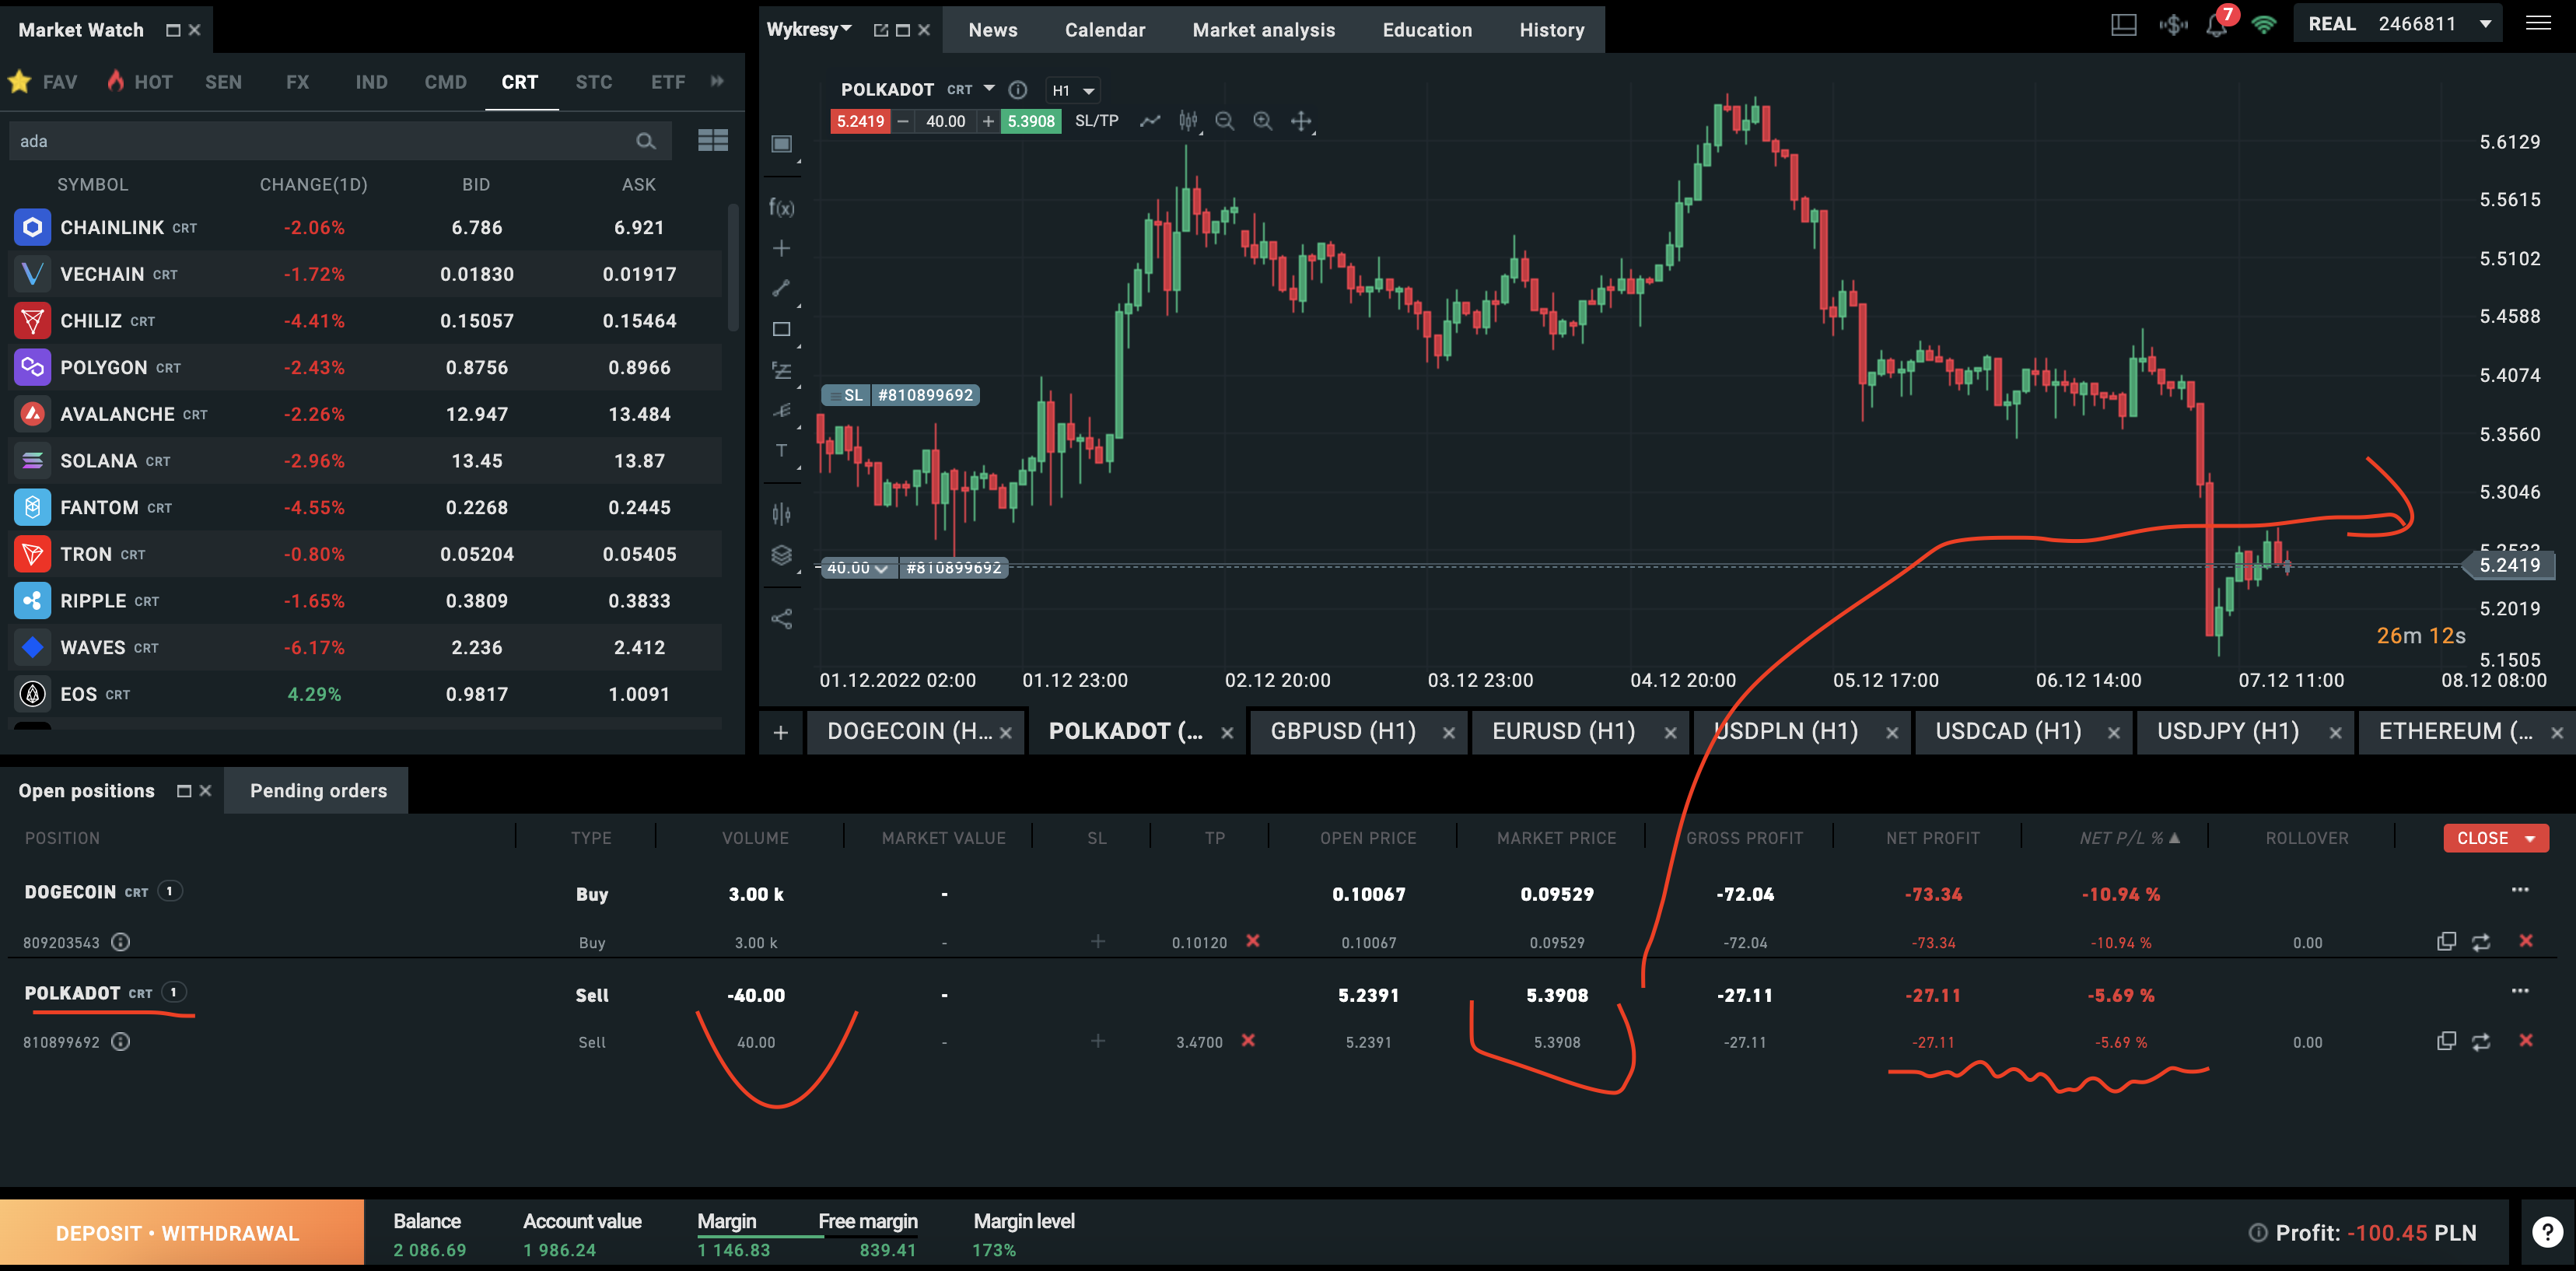 Market Watch
FAV HOT SEN FX IND CMD CRT STC ETF
ada
SYMBOL CHANGE(1D) BID ASK
CHAINLINK CRT -2.06% 6.786 6.921
VECHAIN CRT -1.72% 0.01830 0.01917
CHILIZ CRT -4.41% 0.15057 0.15464
POLYGON CRT -2.43% 0.8756 0.8966
AVALANCHE CRT -2.26% 12.947 13.484
SOLANA CRT -2.96% 13.45 13.87
FANTOM CRT -4.55% 0.2268 0.2445
TRON CRT -0.80% 0.05204 0.05405
RIPPLE CRT -1.65% 0.3809 0.3833
WAVES CRT -6.17% 2.236 2.412
EOS CRT 4.29% 0.9817 1.0091
Wykresy News Calendar Market analysis Education History
7 REAL 2466811
POLKADOT CRT H1
5.2419 − 40.00 + 5.3908 SL/TP
f(x)
T
5.6129
5.5615
5.5102
5.4588
5.4074
SL #810899692
5.3560
5.3046
5.2533
40.00 #810899692
5.2419
5.2019
26m 12s
5.1505
01.12.2022 02:00 01.12 23:00 02.12 20:00 03.12 23:00 04.12 20:00 05.12 17:00 06.12 14:00 07.12 11:00 08.12 08:00
+ DOGECOIN (H... POLKADOT (... GBPUSD (H1) EURUSD (H1) USDPLN (H1) USDCAD (H1) USDJPY (H1) ETHEREUM (...
Open positions Pending orders
POSITION TYPE VOLUME MARKET VALUE SL TP OPEN PRICE MARKET PRICE GROSS PROFIT NET PROFIT NET P/L % ROLLOVER CLOSE
DOGECOIN CRT 1 Buy 3.00 k - 0.10067 0.09529 -72.04 -73.34 -10.94 % ...
809203543 Buy 3.00 k - + 0.10120 0.10067 0.09529 -72.04 -73.34 -10.94 % 0.00
POLKADOT CRT 1 Sell -40.00 - 5.2391 5.3908 -27.11 -27.11 -5.69 % ...
810899692 Sell 40.00 - + 3.4700 5.2391 5.3908 -27.11 -27.11 -5.69 % 0.00
DEPOSIT • WITHDRAWAL
Balance Account value Margin Free margin Margin level
2 086.69 1 986.24 1 146.83 839.41 173%
Profit: -100.45 PLN
?